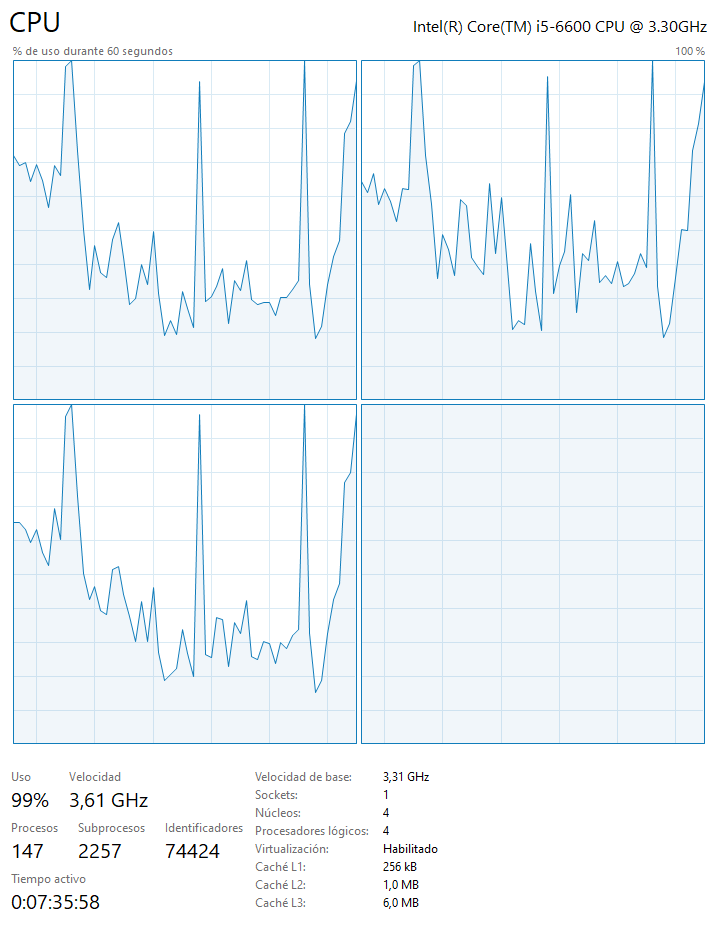 CPU
Intel(R) Core(TM) i5-6600 CPU @ 3.30GHz
% de uso durante 60 segundos
100 %
Uso
Velocidad
99%
3,61 GHz
Procesos
Subprocesos
Identificadores
147
2257
74424
Tiempo activo
0:07:35:58
Velocidad de base: 3,31 GHz
Sockets: 1
Núcleos: 4
Procesadores lógicos: 4
Virtualización: Habilitado
Caché L1: 256 kB
Caché L2: 1,0 MB
Caché L3: 6,0 MB